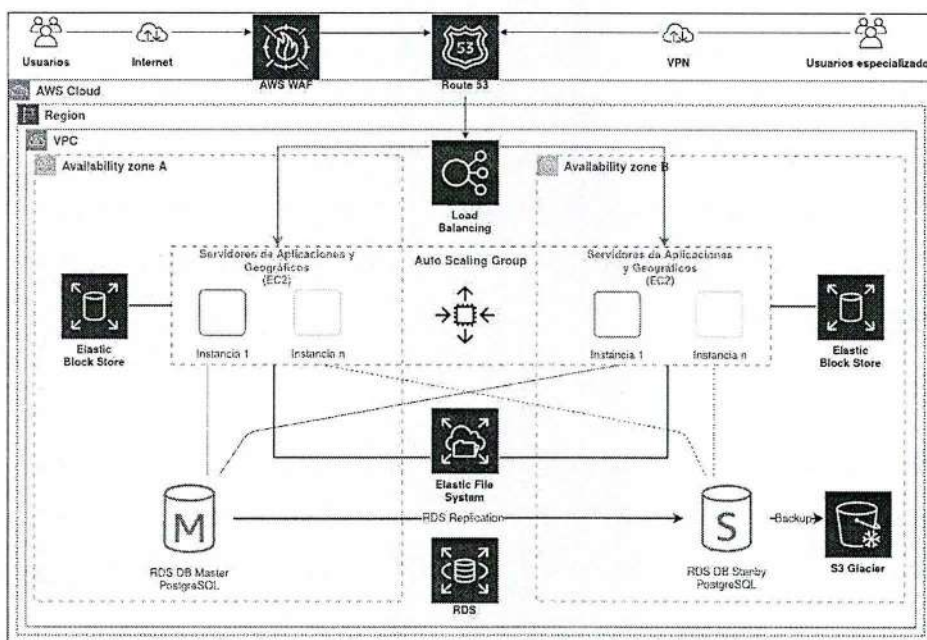 Usuarios
Internet
AWS WAF
53
Route 53
VPN
Usuarios especializado
AWS Cloud
Region
VPC
Availability zone A
Availability zone B
Load
Balancing
Servidores de Aplicaciones y
Geográficos
(EC2)
Auto Scaling Group
Servidores de Aplicaciones
y Geográficos
(EC2)
Elastic
Block Store
Instancia 1
Instancia n
Instancia 1
Instancia n
Elastic
Block Store
Elastic File
System
M
RDS Replication
S
Backup
RDS DB Master
PostgreSQL
RDS
RDS DB Stanby
PostgreSQL
S3 Glacier